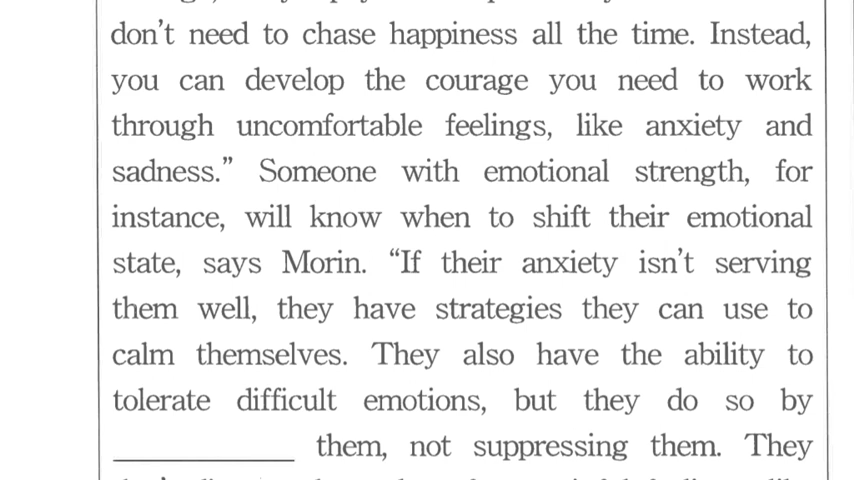 don't need to chase happiness all the time. Instead,
you can develop the courage you need to work
through uncomfortable feelings, like anxiety and
sadness.” Someone with emotional strength, for
instance, will know when to shift their emotional
state, says Morin. “If their anxiety isn't serving
them well, they have strategies they can use to
calm themselves. They also have the ability to
tolerate difficult emotions, but they do so by
____________ them, not suppressing them. They